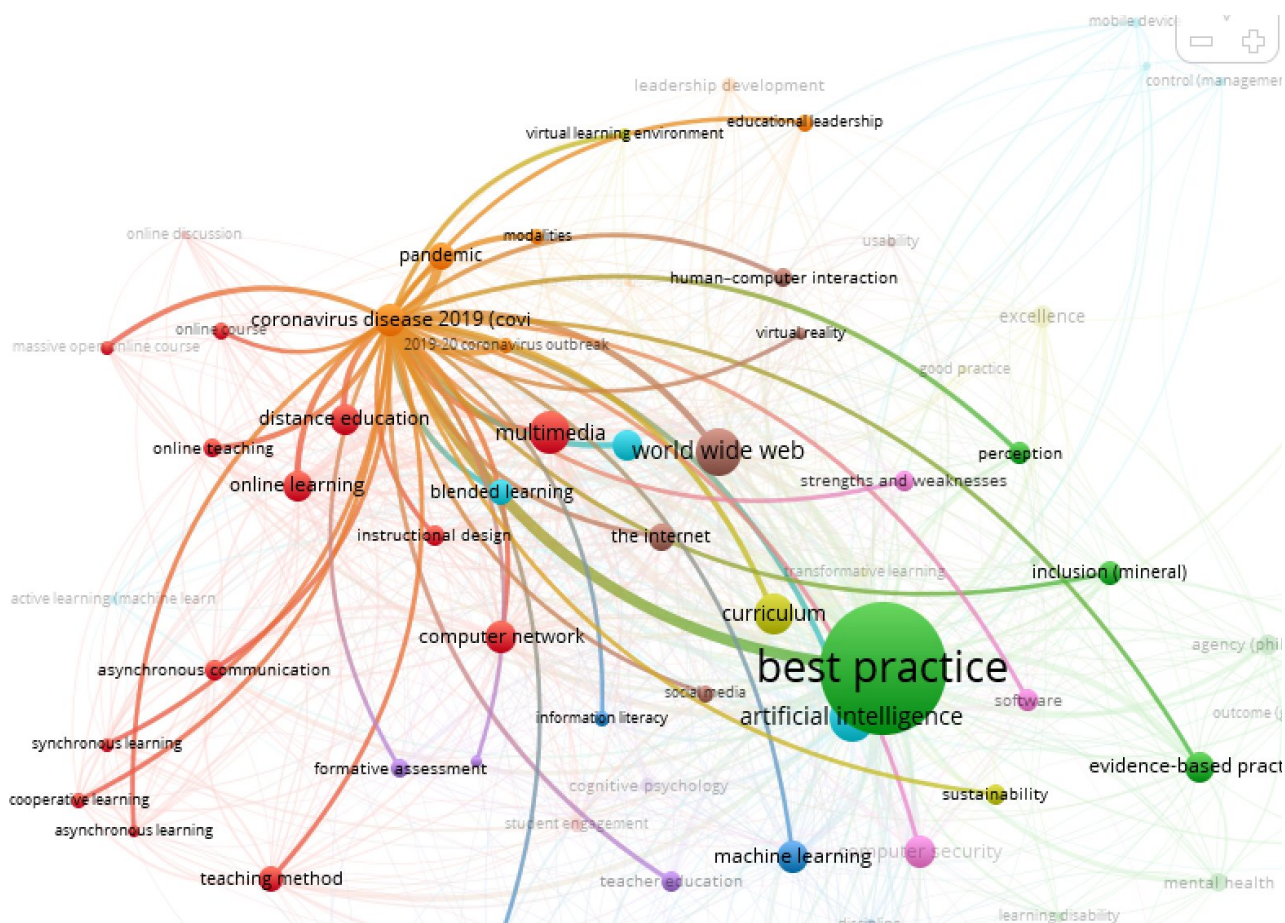 mobile devic
control (managemen
leadership development
educational leadership
virtual learning environment
online discussion
modalities
usability
pandemic
human–computer interaction
coronavirus disease 2019 (covi
excellence
online course
virtual reality
massive open online course
2019-20 coronavirus outbreak
good practice
distance education
multimedia
online teaching
world wide web
perception
strengths and weaknesses
online learning
blended learning
instructional design
the internet
transformative learning
inclusion (mineral)
active learning (machine learn
curriculum
computer network
agency (phil
best practice
asynchronous communication
social media
software
information literacy
artificial intelligence
outcome (
synchronous learning
formative assessment
evidence-based pract
cognitive psychology
sustainability
cooperative learning
asynchronous learning
student engagement
machine learning
computer security
teaching method
teacher education
mental health
learning disability